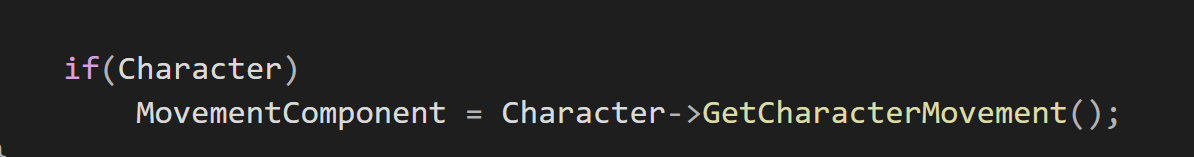 if(Character)
MovementComponent = Character->GetCharacterMovement();